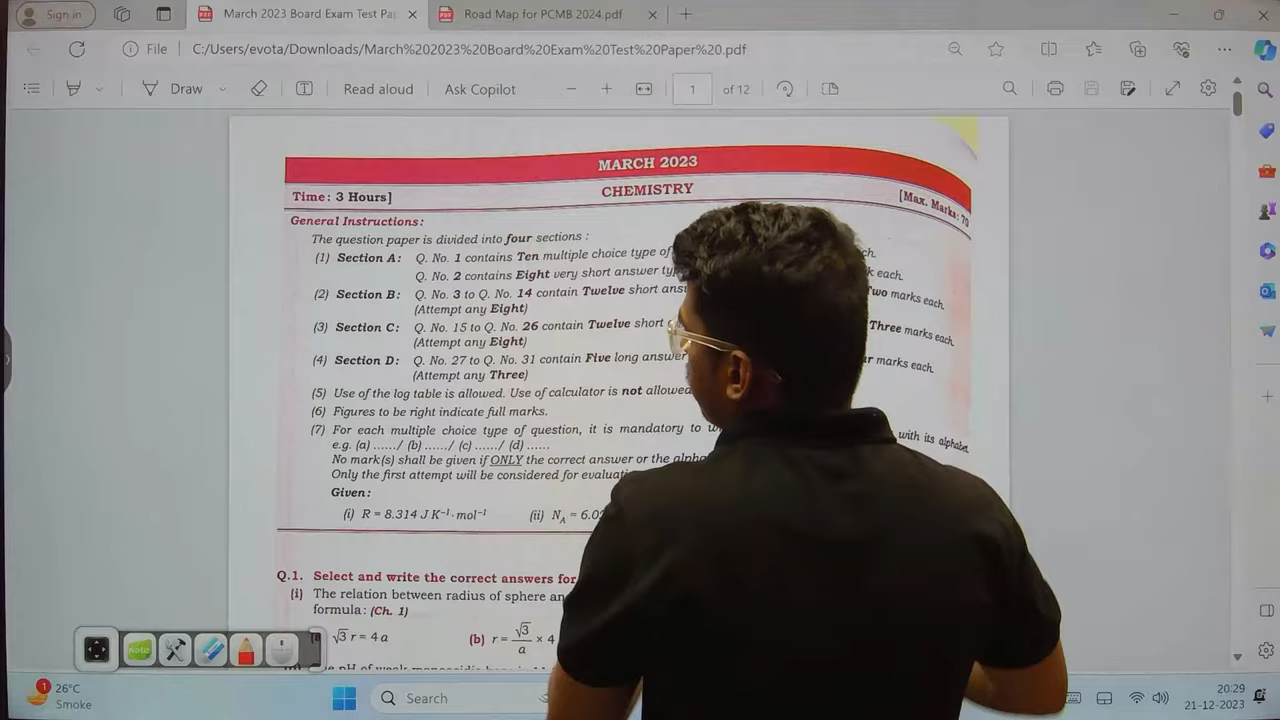 Sign in
March 2023 Board Exam Test Pa
Road Map for PCMB 2024.pdf
File
C:/Users/evota/Downloads/March%202023%20Board%20Exam%20Test%20Paper%20.pdf
Draw
Read aloud
Ask Copilot
1 of 12
MARCH 2023
Time: 3 Hours]
CHEMISTRY
[Max. Marks: 70
General Instructions:
The question paper is divided into four sections :
(1) Section A: Q. No. 1 contains Ten multiple choice type of ch.
Q. No. 2 contains Eight very short answer each.
(2) Section B: Q. No. 3 to Q. No. 14 contain Twelve short Two marks each.
(Attempt any Eight)
(3) Section C: Q. No. 15 to Q. No. 26 contain Twelve short Three marks each.
(Attempt any Eight)
(4) Section D: Q. No. 27 to Q. No. 31 contain Five long answer marks each.
(Attempt any Three)
(5) Use of the log table is allowed. Use of calculator is not allowed
(6) Figures to be right indicate full marks.
(7) For each multiple choice type of question, it is mandatory to with its alphabet
e.g. (a) ....../ (b) ....../ (c) ....../ (d) ......
No mark(s) shall be given if ONLY the correct answer or the
Only the first attempt will be considered for
Given:
(i) R = 8.314 J K⁻¹·mol⁻¹ (ii) N_A = 6.02
Q.1. Select and write the correct answers for
(i) The relation between radius of sphere
formula: (Ch. 1)
√3 r = 4 a (b) r = √3/a × 4
note
26°C
Smoke
1
Search
20:29
21-12-2023